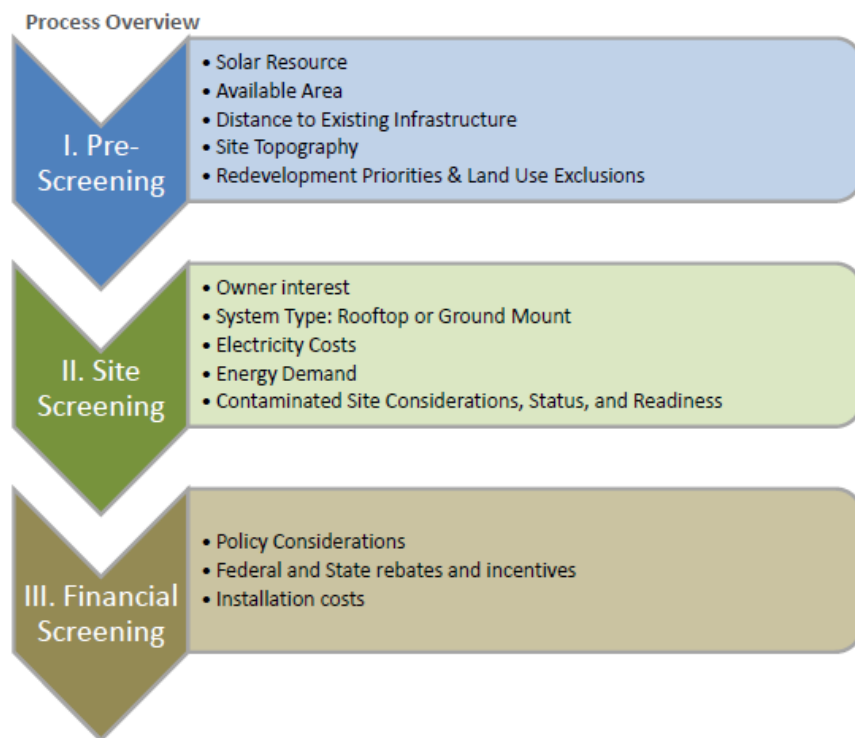 Process Overview
I. Pre-
Screening
• Solar Resource
• Available Area
• Distance to Existing Infrastructure
• Site Topography
• Redevelopment Priorities & Land Use Exclusions
II. Site
Screening
• Owner interest
• System Type: Rooftop or Ground Mount
• Electricity Costs
• Energy Demand
• Contaminated Site Considerations, Status, and Readiness
III. Financial
Screening
• Policy Considerations
• Federal and State rebates and incentives
• Installation costs